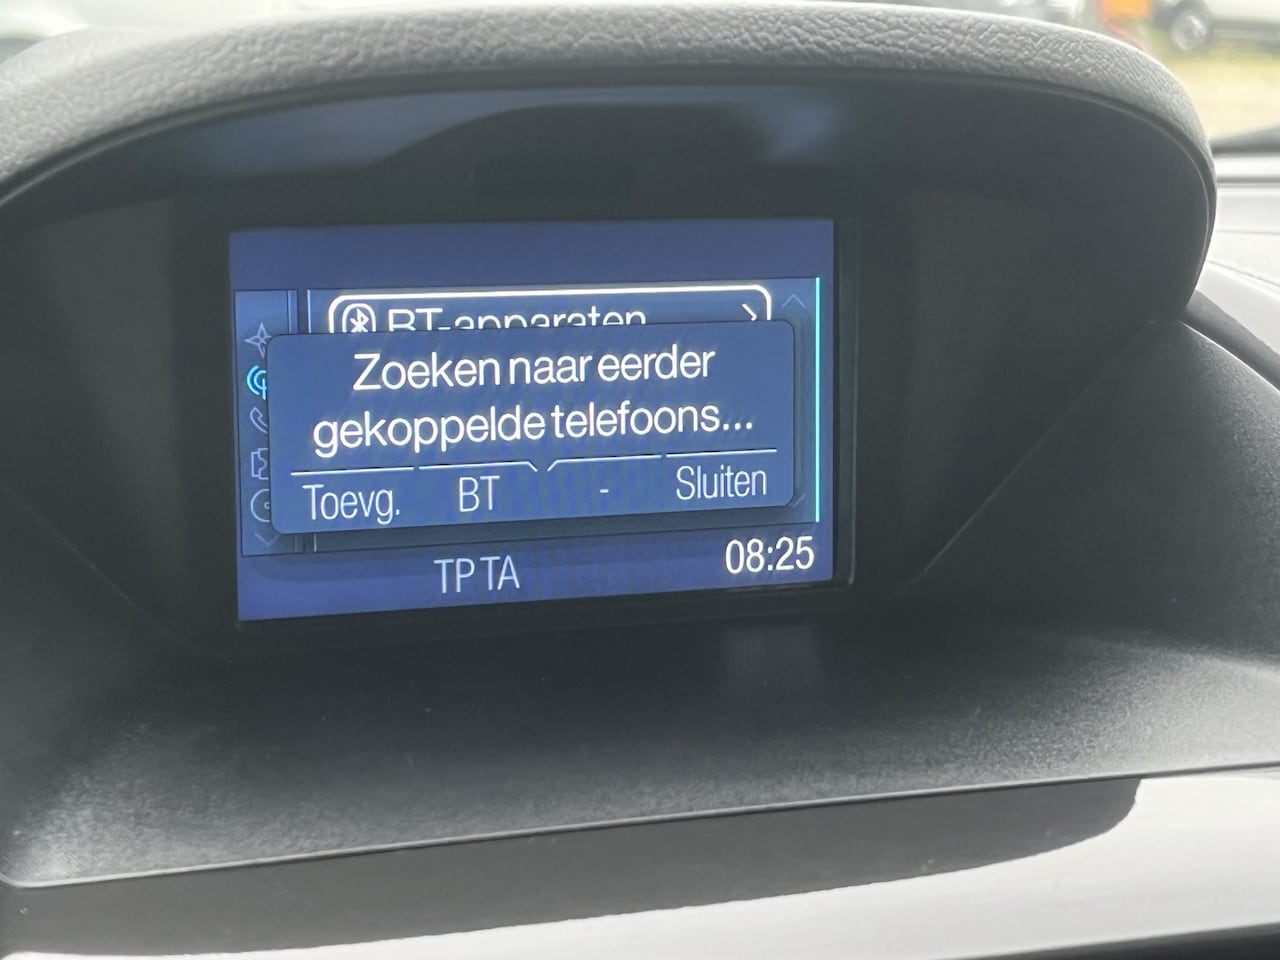 BT-apparaten
Zoeken naar eerder
gekoppelde telefoons...
Toevg. BT - Sluiten
TP TA 08:25